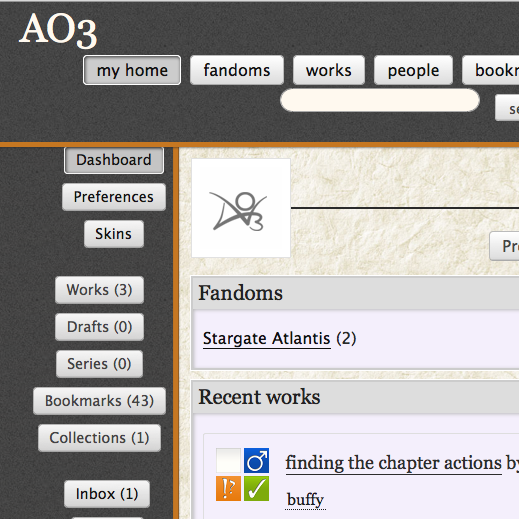 AO3
my home fandoms works people
Dashboard
Preferences
Skins
Works (3)
Drafts (0)
Series (0)
Bookmarks (43)
Collections (1)
Inbox (1)
Fandoms
Stargate Atlantis (2)
Recent works
finding the chapter actions by
buffy